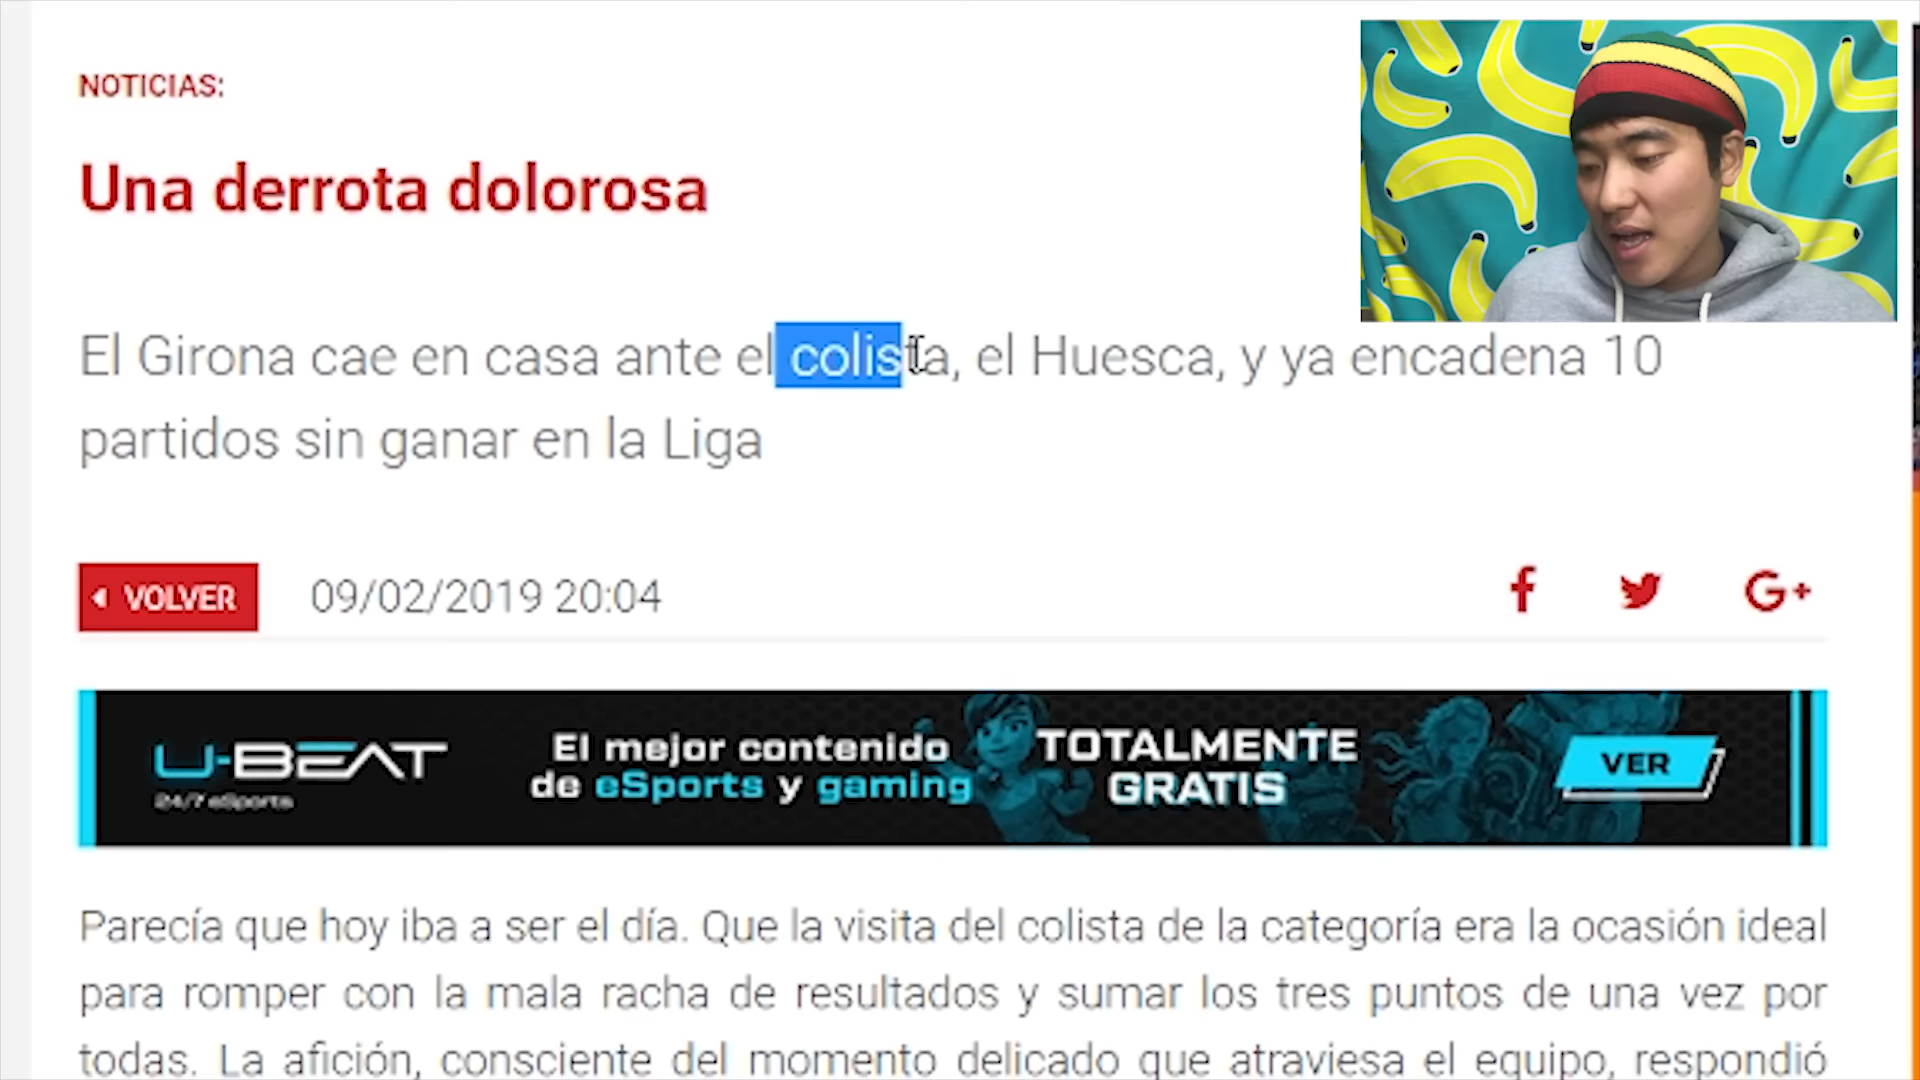 NOTICIAS:
Una derrota dolorosa
El Girona cae en casa ante el colista, el Huesca, y ya encadena 10
partidos sin ganar en la Liga
VOLVER 09/02/2019 20:04
U-BEAT
24/7 eSports
El mejor contenido
de eSports y gaming
TOTALMENTE
GRATIS
VER
Parecía que hoy iba a ser el día. Que la visita del colista de la categoría era la ocasión ideal
para romper con la mala racha de resultados y sumar los tres puntos de una vez por
todas. La afición, consciente del momento delicado que atraviesa el equipo, respondió